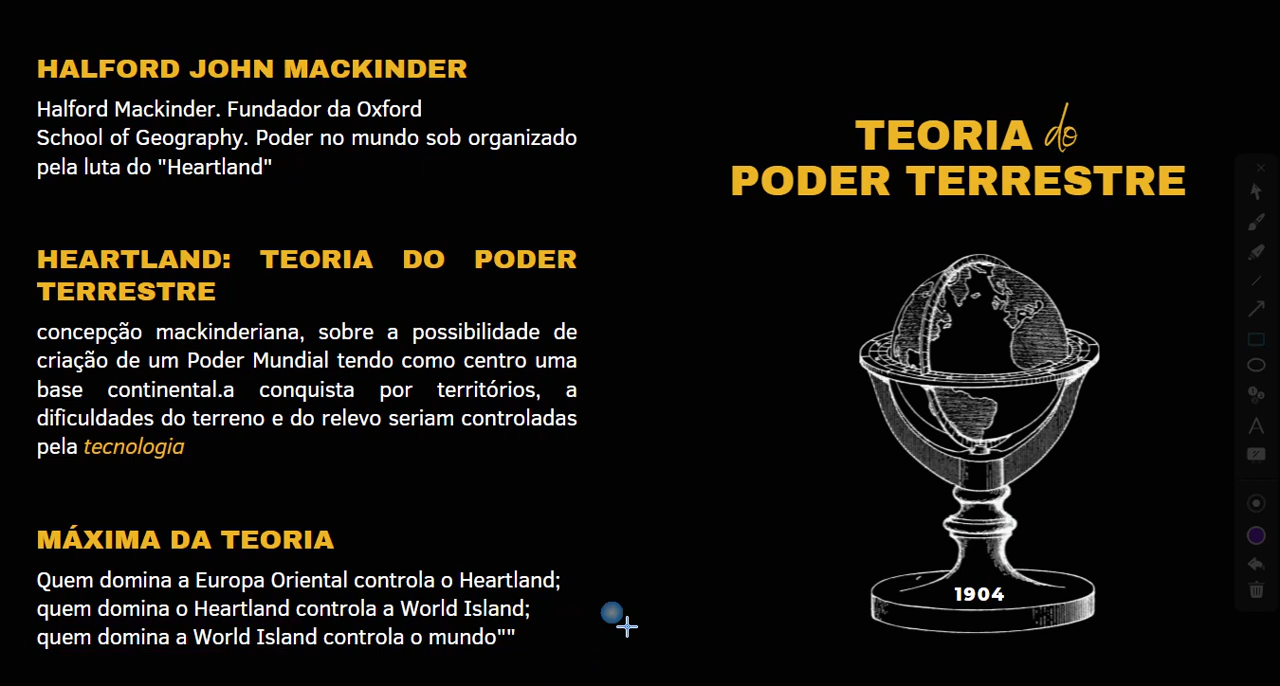 HALFORD JOHN MACKINDER
Halford Mackinder. Fundador da Oxford
School of Geography. Poder no mundo sob organizado
pela luta do "Heartland"
HEARTLAND: TEORIA DO PODER
TERRESTRE
concepção mackinderiana, sobre a possibilidade de
criação de um Poder Mundial tendo como centro uma
base continental.a conquista por territórios, a
dificuldades do terreno e do relevo seriam controladas
pela tecnologia
MÁXIMA DA TEORIA
Quem domina a Europa Oriental controla o Heartland;
quem domina o Heartland controla a World Island;
quem domina a World Island controla o mundo""
TEORIA do
PODER TERRESTRE
1904